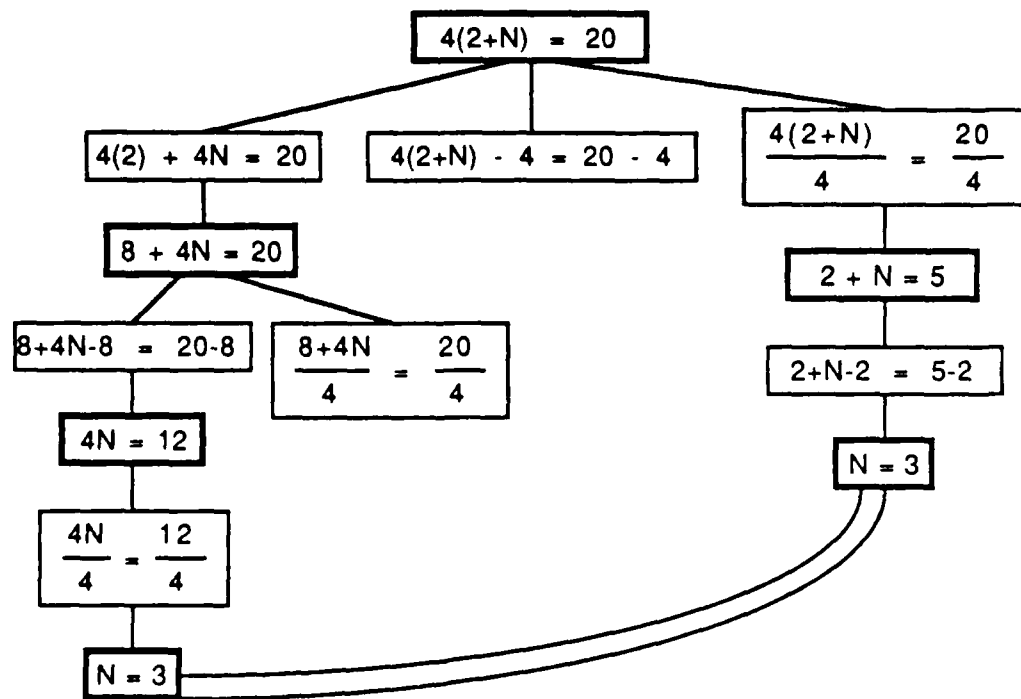 4(2+N) = 20
4(2) + 4N = 20
4(2+N) - 4 = 20 - 4
4(2+N) 20
=
4 4
8 + 4N = 20
2 + N = 5
8+4N-8 = 20-8
8+4N 20
=
4 4
2+N-2 = 5-2
4N = 12
N = 3
4N 12
=
4 4
N = 3